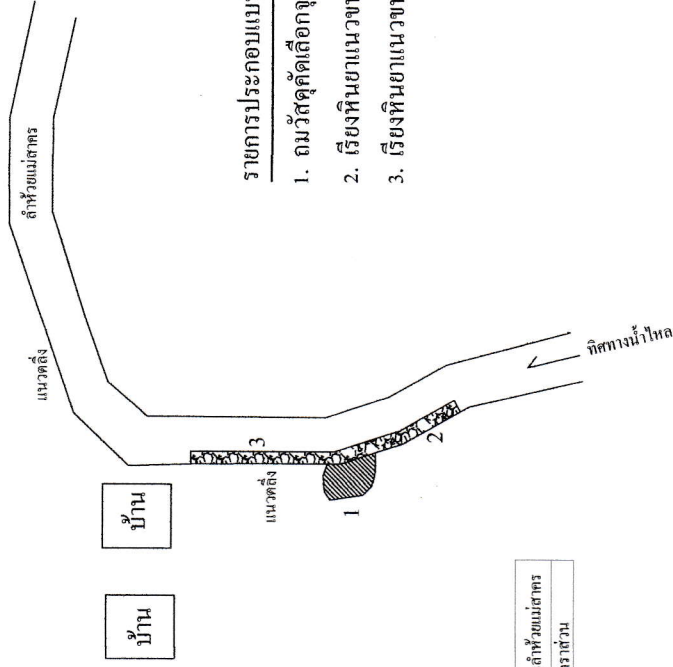 ลำห้วยแม่สาคร
แนวตลิ่ง
บ้าน
บ้าน
แนวตลิ่ง
3
1
2
ทิศทางน้ำไหล
รายการประกอบแบบ
1. ถมวัสดุคัดเลือก
2. เรียงหินยาแนว
3. เรียงหินยาแนว
ลำห้วยแม่สาคร